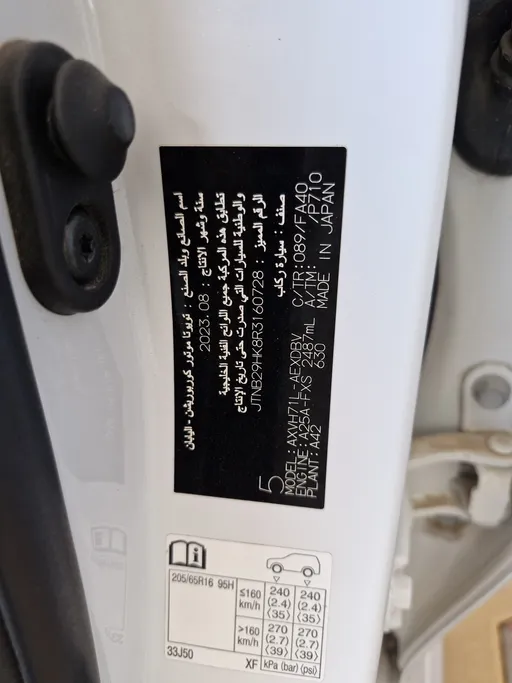 اسم الصانع وبلد الصنع : تويوتا موتور كوربوريشن - اليابان
سنة وشهر الانتاج : 2023.08
تطابق هذه المركبة جميع اللوائح الفنية الخليجية
والوطنية للسيارات التي صدرت حتى تاريخ الإنتاج
الرقم المميز : JTNB29HK8R3160728
صنف : سيارة ركاب
5
MODEL: AXVH71L-AEXDBV C/TR: 089/FA40
ENGINE: A25A-FXS 2487mL A/TM: /P710
PLANT: A42 630 MADE IN JAPAN
205/65R16 95H
≤160 km/h 240 (2.4) <35> 240 (2.4) <35>
>160 km/h 270 (2.7) <39> 270 (2.7) <39>
33J50 XF kPa (bar) <psi>